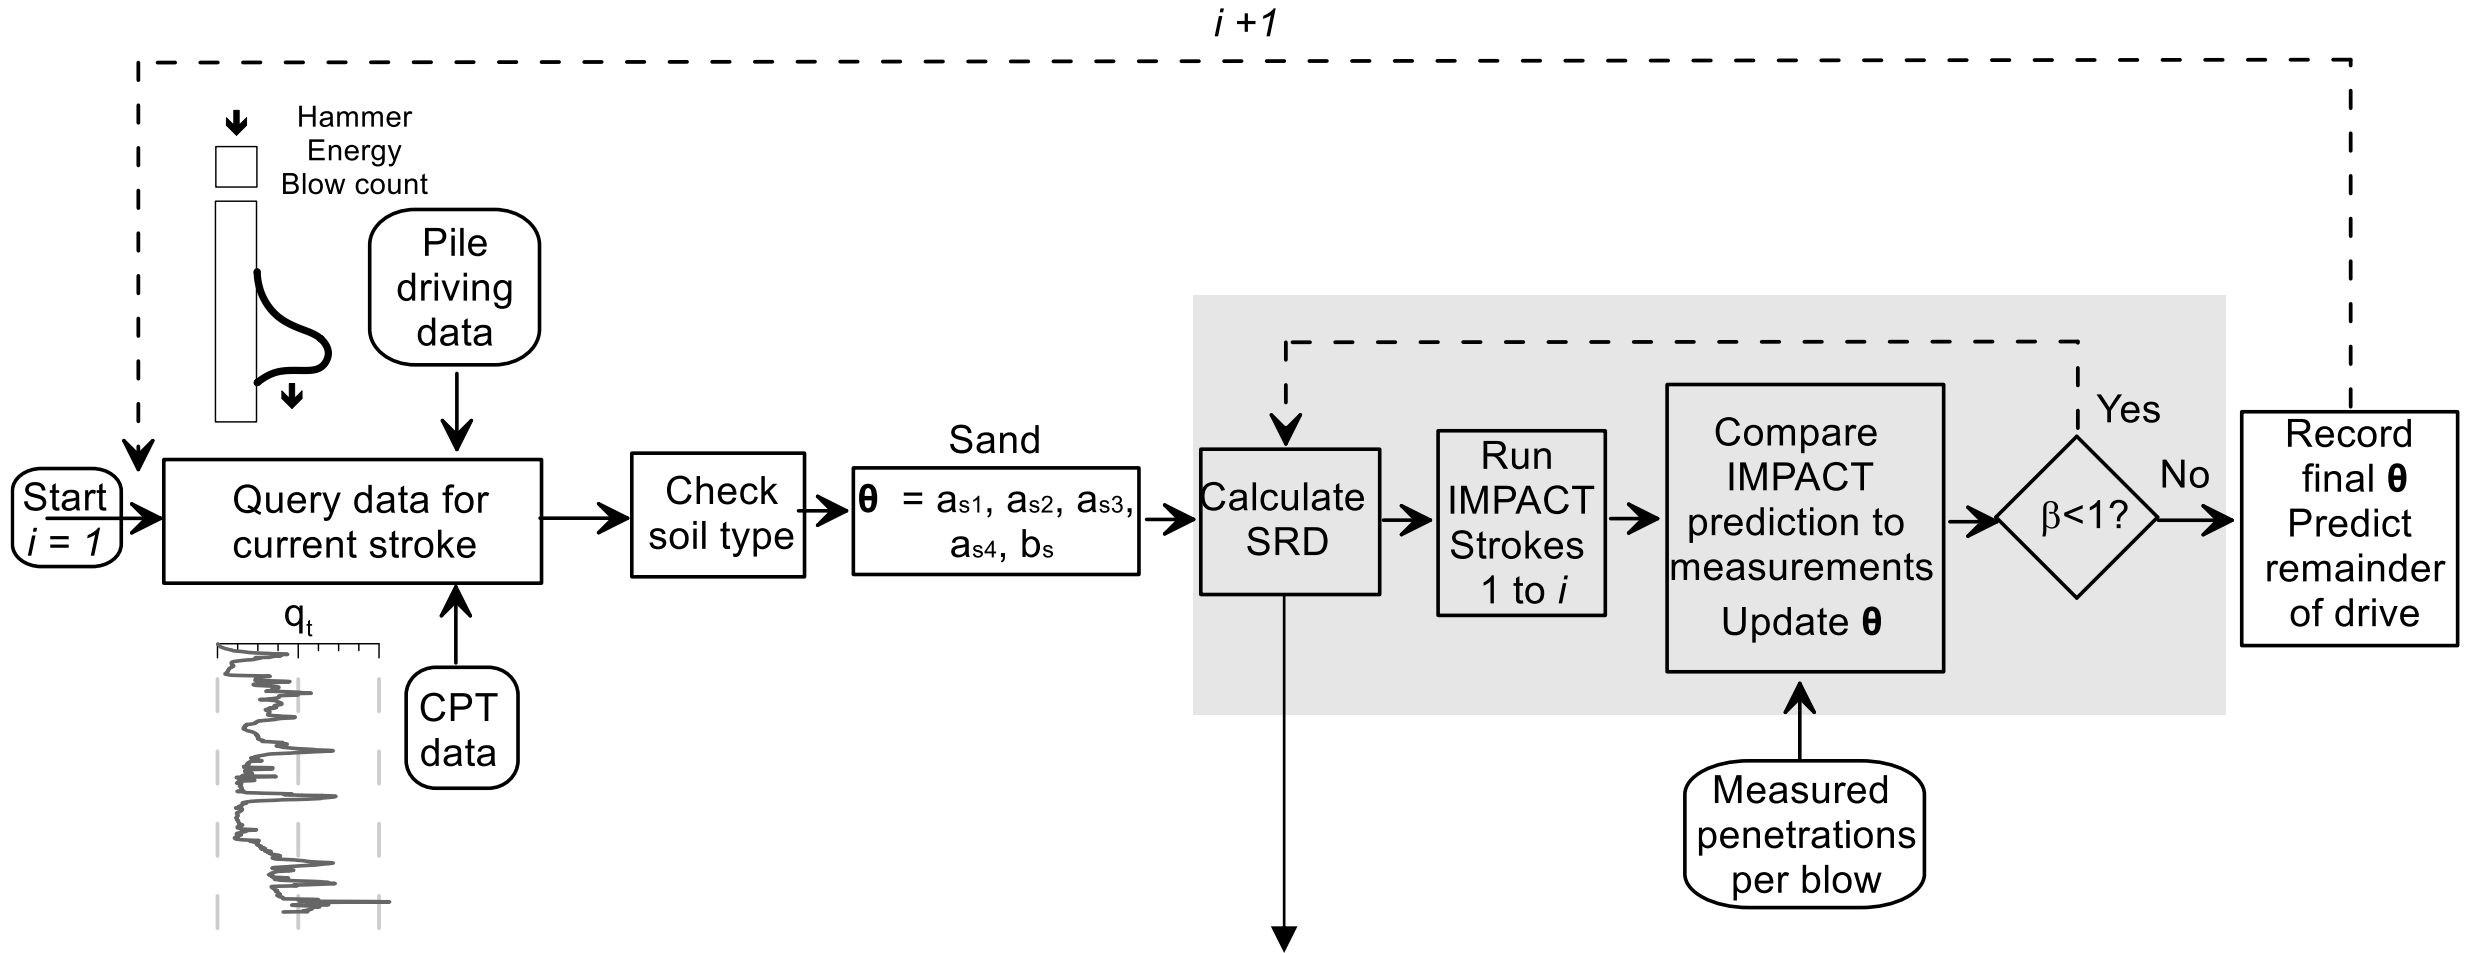 i +1
Hammer
Energy
Blow count
Pile
driving
data
Start
i = 1
Query data for
current stroke
qt
CPT
data
Check
soil type
Sand
θ = as1, as2, as3,
as4, bs
Calculate
SRD
Run
IMPACT
Strokes
1 to i
Compare
IMPACT
prediction to
measurements
Update θ
Measured
penetrations
per blow
β<1?
Yes
No
Record
final θ
Predict
remainder
of drive